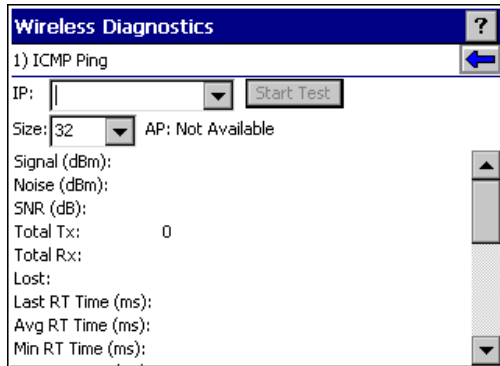 Wireless Diagnostics ?
1) ICMP Ping
IP: Start Test
Size: 32 AP: Not Available
Signal (dBm):
Noise (dBm):
SNR (dB):
Total Tx: 0
Total Rx:
Lost:
Last RT Time (ms):
Avg RT Time (ms):
Min RT Time (ms):